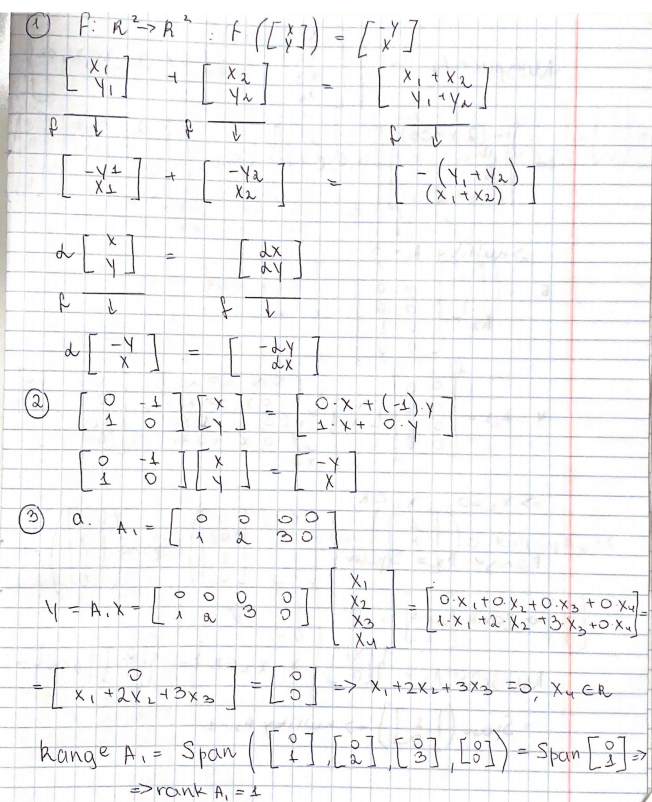 ① f: R²→R² : f([x y]) = [-y x]
[x₁ y₁] + [x₂ y₂] = [x₁+x₂ y₁+y₂]
f ↓ f ↓ f ↓
[-y1 x1] + [-y₂ x₂] = [-(y₁+y₂) (x₁+x₂)]
α [x y] = [αx αy]
f ↓ f ↓
α [-y x] = [-αy αx]
② [0 -1 1 0] [x y] = [0·x + (-1)·y 1·x + 0·y]
[0 -1 1 0] [x y] = [-y x]
③ a. A₁ = [0 0 0 0 1 2 3 0]
Y = A₁X = [0 0 0 0 1 2 3 0] [x₁ x₂ x₃ x₄] = [0·x₁+0·x₂+0·x₃+0·x₄ 1·x₁+2·x₂+3·x₃+0·x₄] =
= [0 x₁+2x₂+3x₃] = [0 0] => x₁+2x₂+3x₃ =0, x₄ ∈R
Range A₁ = Span ([0 1], [0 2], [0 3], [0 0]) = Span [0 1] =>
=> rank A₁ = 1